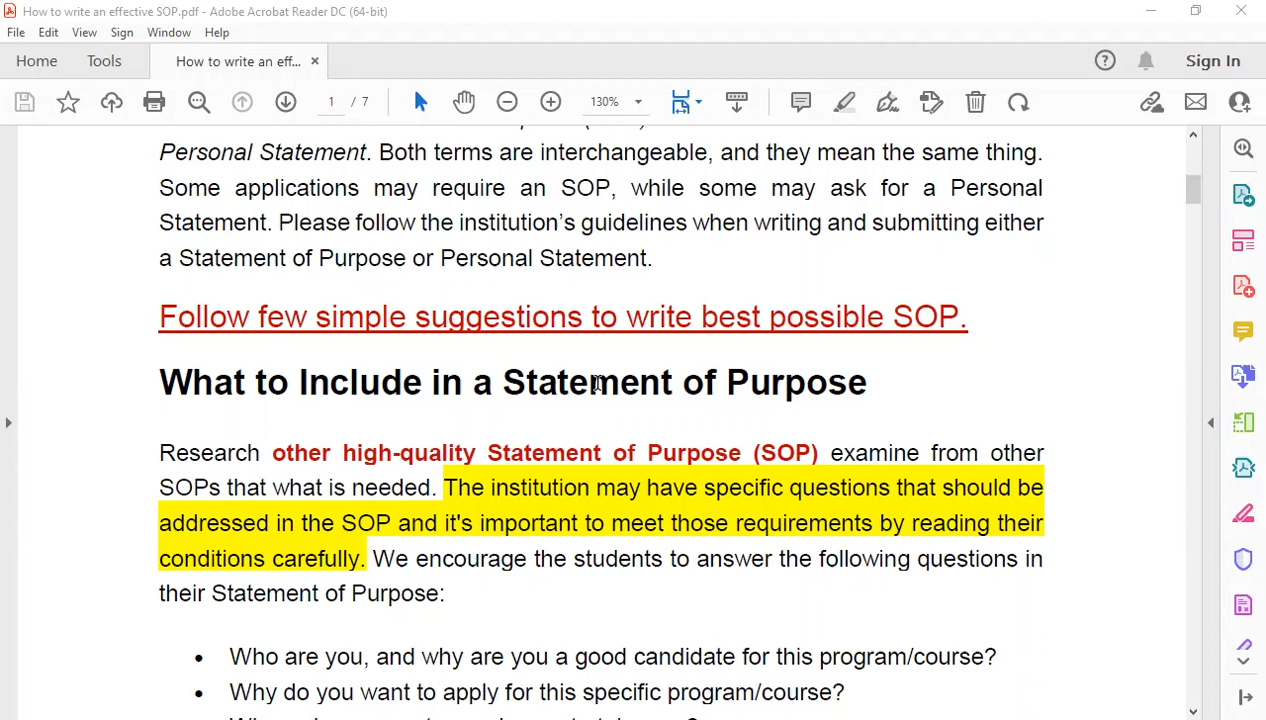 How to write an effective SOP.pdf - Adobe Acrobat Reader DC (64-bit)
File Edit View Sign Window Help
Home Tools How to write an eff... × Sign In
1 / 7 130%
Personal Statement. Both terms are interchangeable, and they mean the same thing.
Some applications may require an SOP, while some may ask for a Personal
Statement. Please follow the institution’s guidelines when writing and submitting either
a Statement of Purpose or Personal Statement.
Follow few simple suggestions to write best possible SOP.
What to Include in a Statement of Purpose
Research other high-quality Statement of Purpose (SOP) examine from other
SOPs that what is needed. The institution may have specific questions that should be
addressed in the SOP and it's important to meet those requirements by reading their
conditions carefully. We encourage the students to answer the following questions in
their Statement of Purpose:
• Who are you, and why are you a good candidate for this program/course?
• Why do you want to apply for this specific program/course?